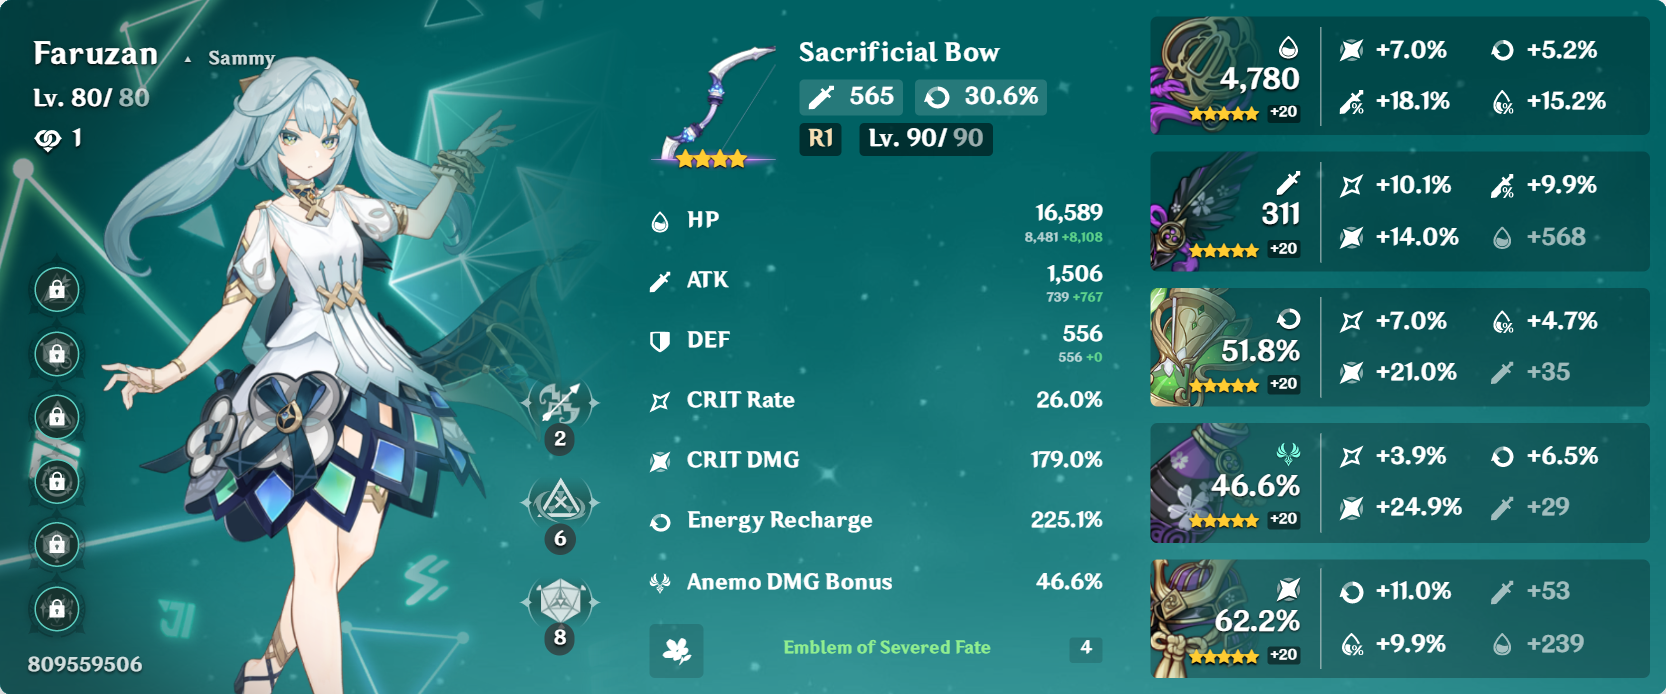 Faruzan Sammy
Lv. 80/ 80
1
809559506
2
6
8
Sacrificial Bow
565 30.6%
R1 Lv. 90/ 90
HP 16,589
8,481 +8,108
ATK 1,506
739 +767
DEF 556
556 +0
CRIT Rate 26.0%
CRIT DMG 179.0%
Energy Recharge 225.1%
Anemo DMG Bonus 46.6%
Emblem of Severed Fate 4
4,780
+20
+7.0% +5.2%
+18.1% +15.2%
311
+20
+10.1% +9.9%
+14.0% +568
51.8%
+20
+7.0% +4.7%
+21.0% +35
46.6%
+20
+3.9% +6.5%
+24.9% +29
62.2%
+20
+11.0% +53
+9.9% +239